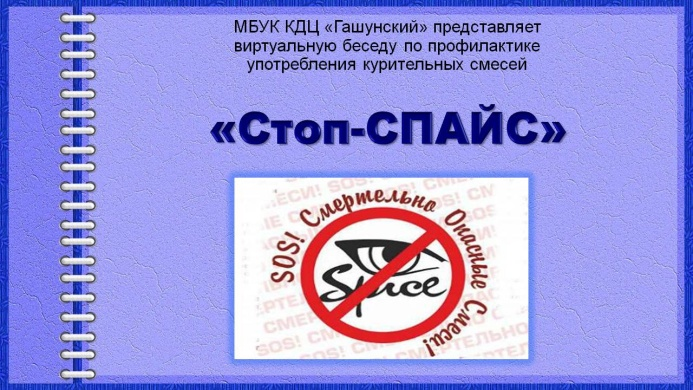 МБУК КДЦ «Гашунский» представляет
виртуальную беседу по профилактике
употребления курительных смесей
«Стоп-СПАЙС»
SOS! Смертельно Опасные Смеси!
Spice